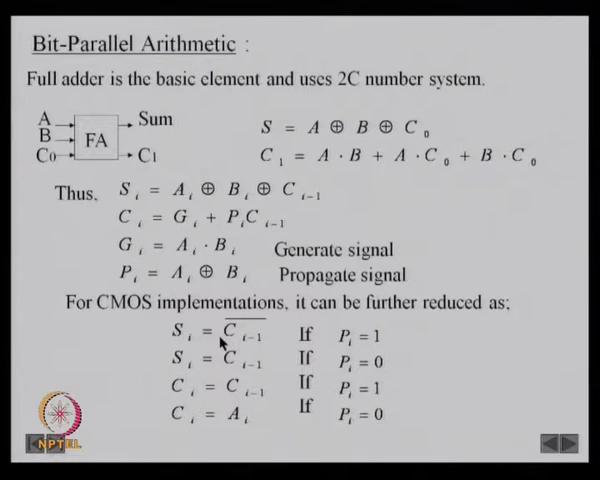 Bit-Parallel Arithmetic :
Full adder is the basic element and uses 2C number system.
A
B
C0
FA
Sum
C1
S = A ⊕ B ⊕ C₀
C₁ = A · B + A · C₀ + B · C₀
Thus, Sᵢ = Aᵢ ⊕ Bᵢ ⊕ Cᵢ₋₁
Cᵢ = Gᵢ + PᵢCᵢ₋₁
Gᵢ = Aᵢ · Bᵢ Generate signal
Pᵢ = Aᵢ ⊕ Bᵢ Propagate signal
For CMOS implementations, it can be further reduced as;
Sᵢ = C̅ᵢ₋₁ If Pᵢ = 1
Sᵢ = Cᵢ₋₁ If Pᵢ = 0
Cᵢ = Cᵢ₋₁ If Pᵢ = 1
Cᵢ = Aᵢ If Pᵢ = 0
NPTEL